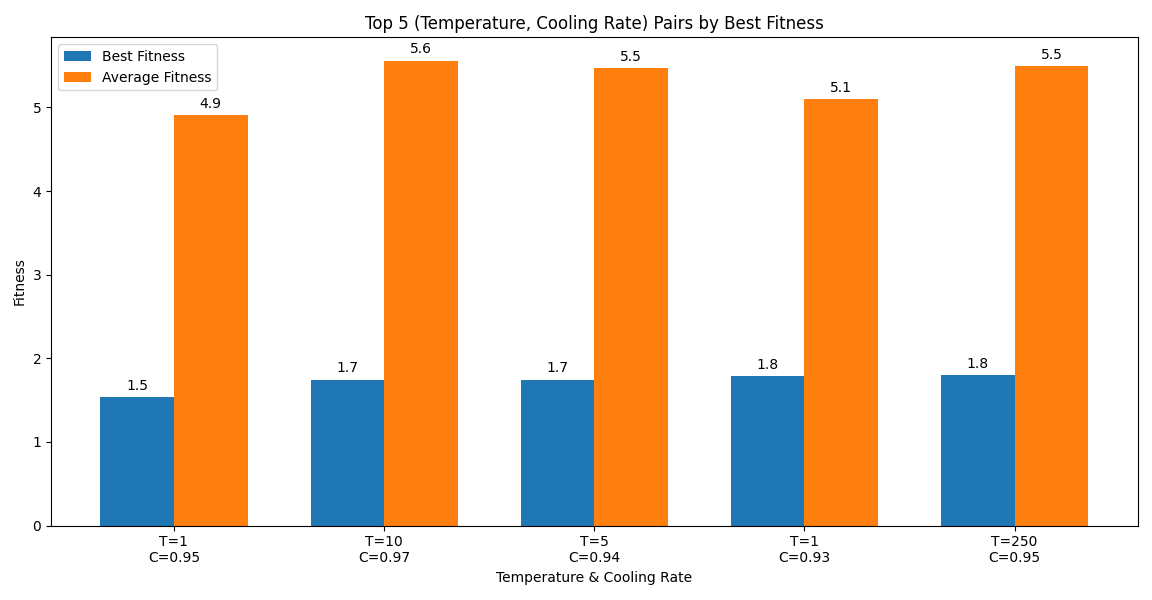 Top 5 (Temperature, Cooling Rate) Pairs by Best Fitness
Best Fitness
Average Fitness
Fitness
5
4
3
2
1
0
1.5
4.9
1.7
5.6
1.7
5.5
1.8
5.1
1.8
5.5
T=1
C=0.95
T=10
C=0.97
T=5
C=0.94
T=1
C=0.93
T=250
C=0.95
Temperature & Cooling Rate